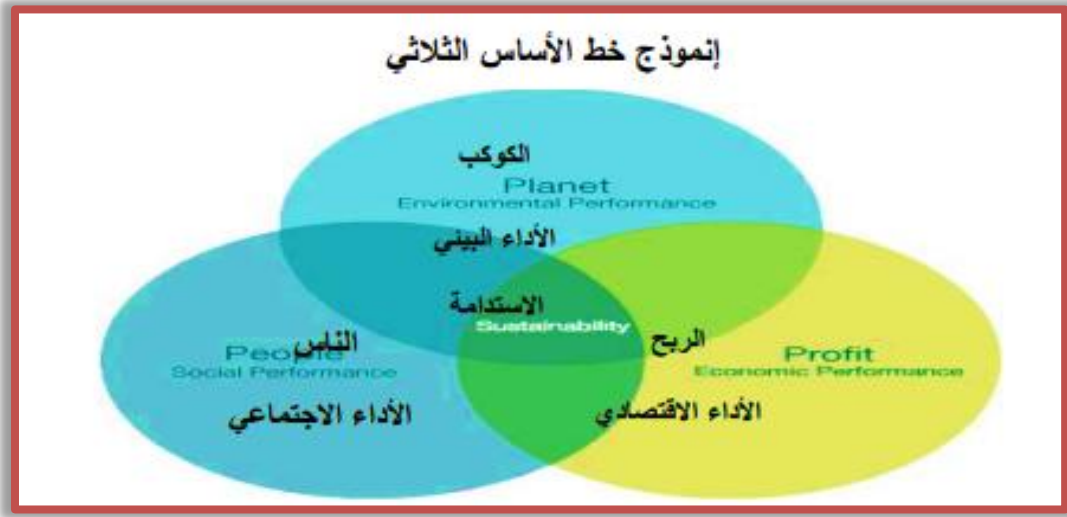 إنموذج خط الأساس الثلاثي
الكوكب
Planet
Environmental Performance
الأداء البيئي
الاستدامة
Sustainability
الناس
People
Social Performance
الأداء الاجتماعي
الربح
Profit
Economic Performance
الأداء الاقتصادي